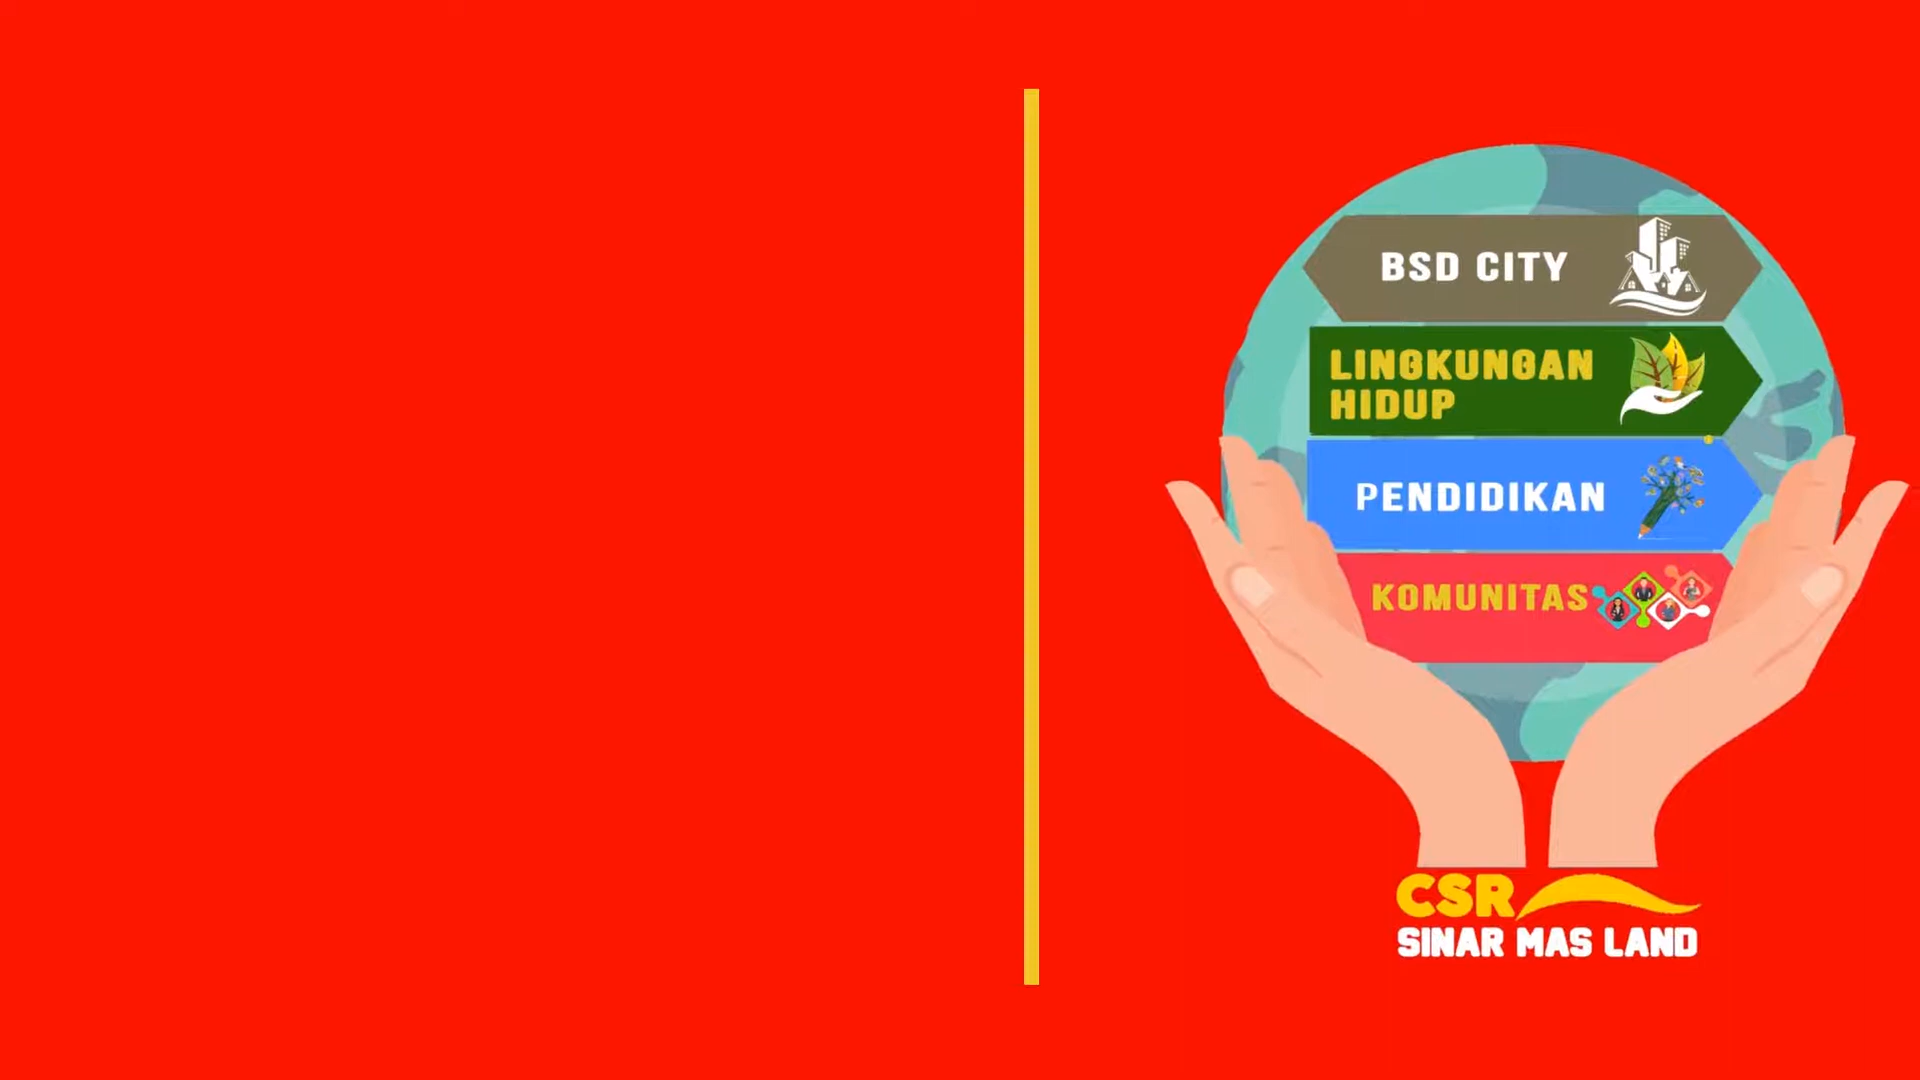 BSD CITY
LINGKUNGAN
HIDUP
PENDIDIKAN
KOMUNITAS
CSR
SINAR MAS LAND